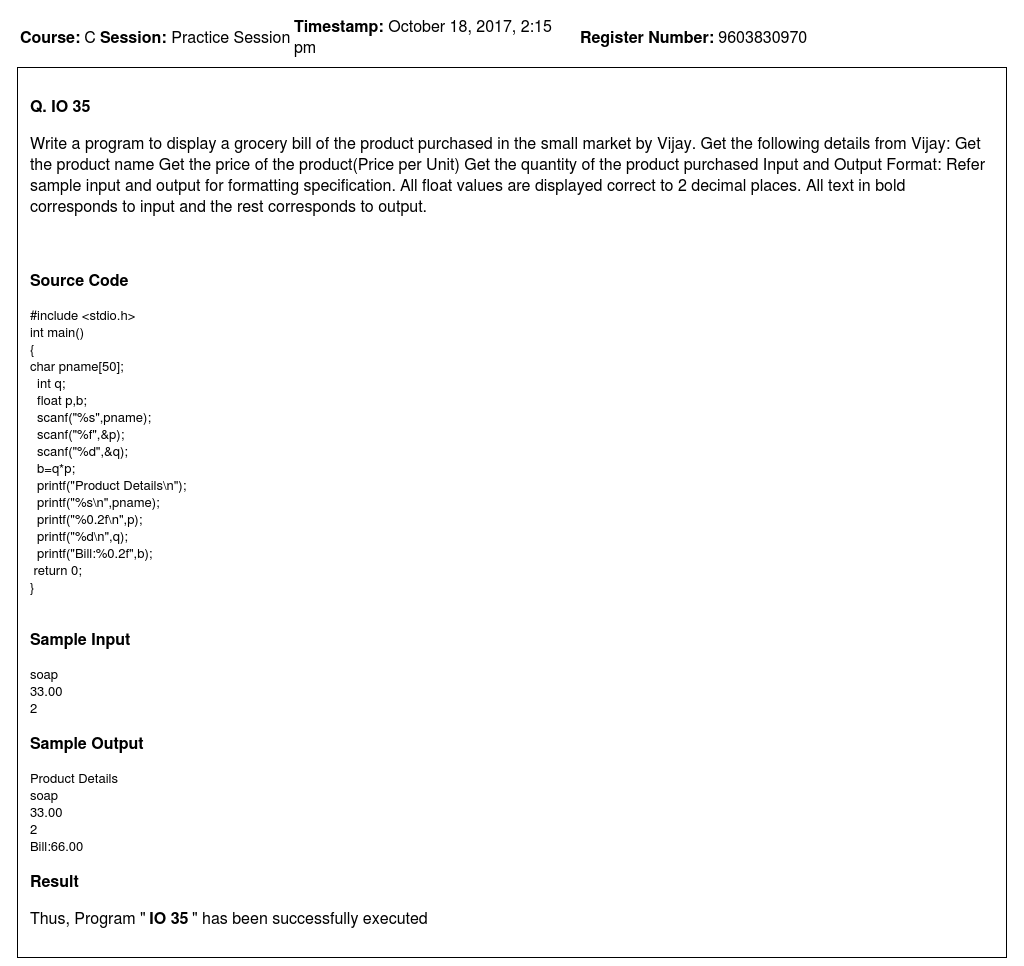 Course: C Session: Practice Session Timestamp: October 18, 2017, 2:15 pm Register Number: 9603830970
Q. IO 35
Write a program to display a grocery bill of the product purchased in the small market by Vijay. Get the following details from Vijay: Get
the product name Get the price of the product(Price per Unit) Get the quantity of the product purchased Input and Output Format: Refer
sample input and output for formatting specification. All float values are displayed correct to 2 decimal places. All text in bold
corresponds to input and the rest corresponds to output.
Source Code
#include <stdio.h>
int main()
{
char pname[50];
  int q;
  float p,b;
  scanf("%s",pname);
  scanf("%f",&p);
  scanf("%d",&q);
  b=q*p;
  printf("Product Details\n");
  printf("%s\n",pname);
  printf("%0.2f\n",p);
  printf("%d\n",q);
  printf("Bill:%0.2f",b);
 return 0;
}
Sample Input
soap
33.00
2
Sample Output
Product Details
soap
33.00
2
Bill:66.00
Result
Thus, Program " IO 35 " has been successfully executed